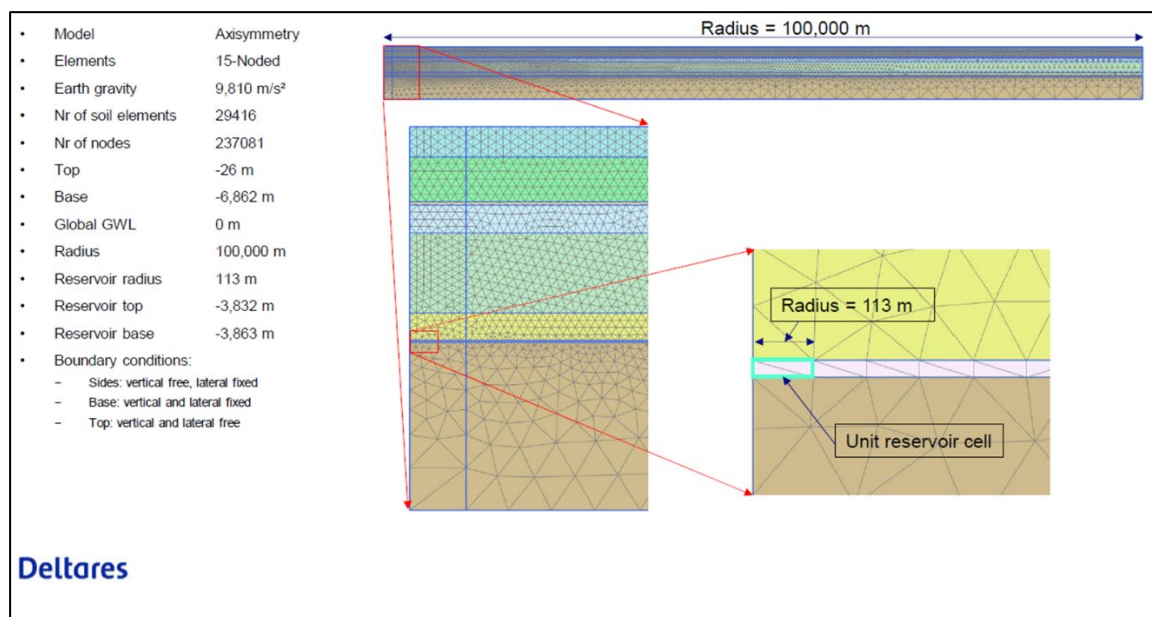 • Model Axisymmetry
• Elements 15-Noded
• Earth gravity 9,810 m/s²
• Nr of soil elements 29416
• Nr of nodes 237081
• Top -26 m
• Base -6,862 m
• Global GWL 0 m
• Radius 100,000 m
• Reservoir radius 113 m
• Reservoir top -3,832 m
• Reservoir base -3,863 m
• Boundary conditions:
– Sides: vertical free, lateral fixed
– Base: vertical and lateral fixed
– Top: vertical and lateral free
Radius = 100,000 m
Radius = 113 m
Unit reservoir cell
Deltares